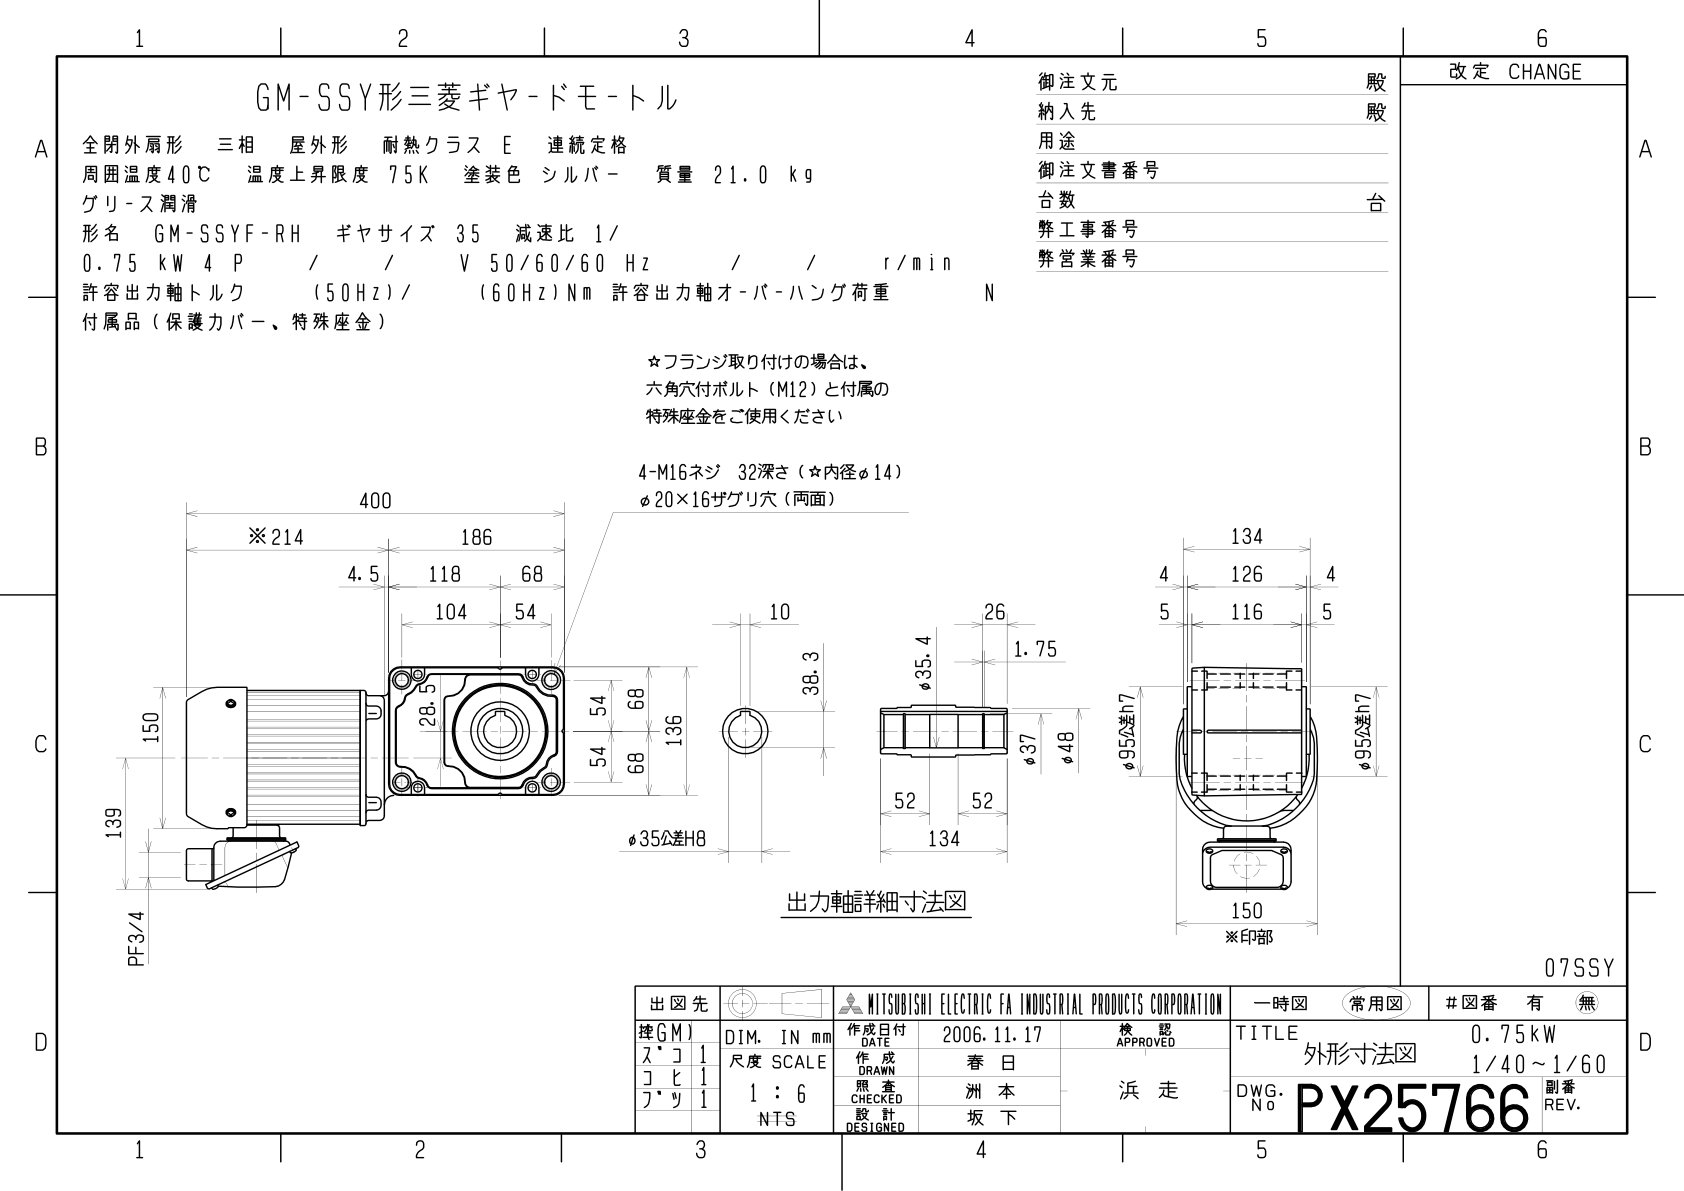 1 2 3 4 5 6
改定 CHANGE
GM-SSY形三菱ギヤ-ドモートル
全閉外扇形 三相 屋外形 耐熱クラス E 連続定格
周囲温度40℃ 温度上昇限度 75K 塗装色 シルバー 質量 21.0 kg
グリ-ス潤滑
形名 GM-SSYF-RH ギヤサイズ 35 減速比 1/
0.75 kW 4 P / / V 50/60/60 Hz / / r/min
許容出力軸トルク (50Hz)/ (60Hz)Nm 許容出力軸オ-バ-ハング荷重 N
付属品(保護カバー、特殊座金)
御注文元 殿
納入先 殿
用途
御注文書番号
台数 台
弊工事番号
弊営業番号
A A
B B
C C
D D
☆フランジ取り付けの場合は、
六角穴付ボルト(M12)と付属の
特殊座金をご使用ください
4-M16ネジ 32深さ(☆内径φ14)
φ20×16ザグリ穴(両面)
400
※214 186
4.5 118 68
104 54
28.5
54 68
136
54 68
150
139
PF3/4
10
38.3
φ35公差H8
26
1.75
φ35.4
φ37
φ48
52 52
134
出力軸詳細寸法図
134
4 126 4
5 116 5
φ95公差h7
φ95公差h7
150
※印部
07SSY
出図先
MITSUBISHI ELECTRIC FA INDUSTRIAL PRODUCTS CORPORATION
一時図 常用図 #図番 有 無
GM)
スﾞコ 1
コヒ 1
フﾞツ 1
DIM. IN mm
尺度 SCALE
1 : 6
NTS
作成日付 DATE 2006.11.17
作成 DRAWN 春日
照査 CHECKED 洲本
設計 DESIGNED 坂下
検認 APPROVED
浜走
TITLE 外形寸法図
0.75kW
1/40~1/60
DWG. No PX25766
副番 REV.
1 2 3 4 5 6